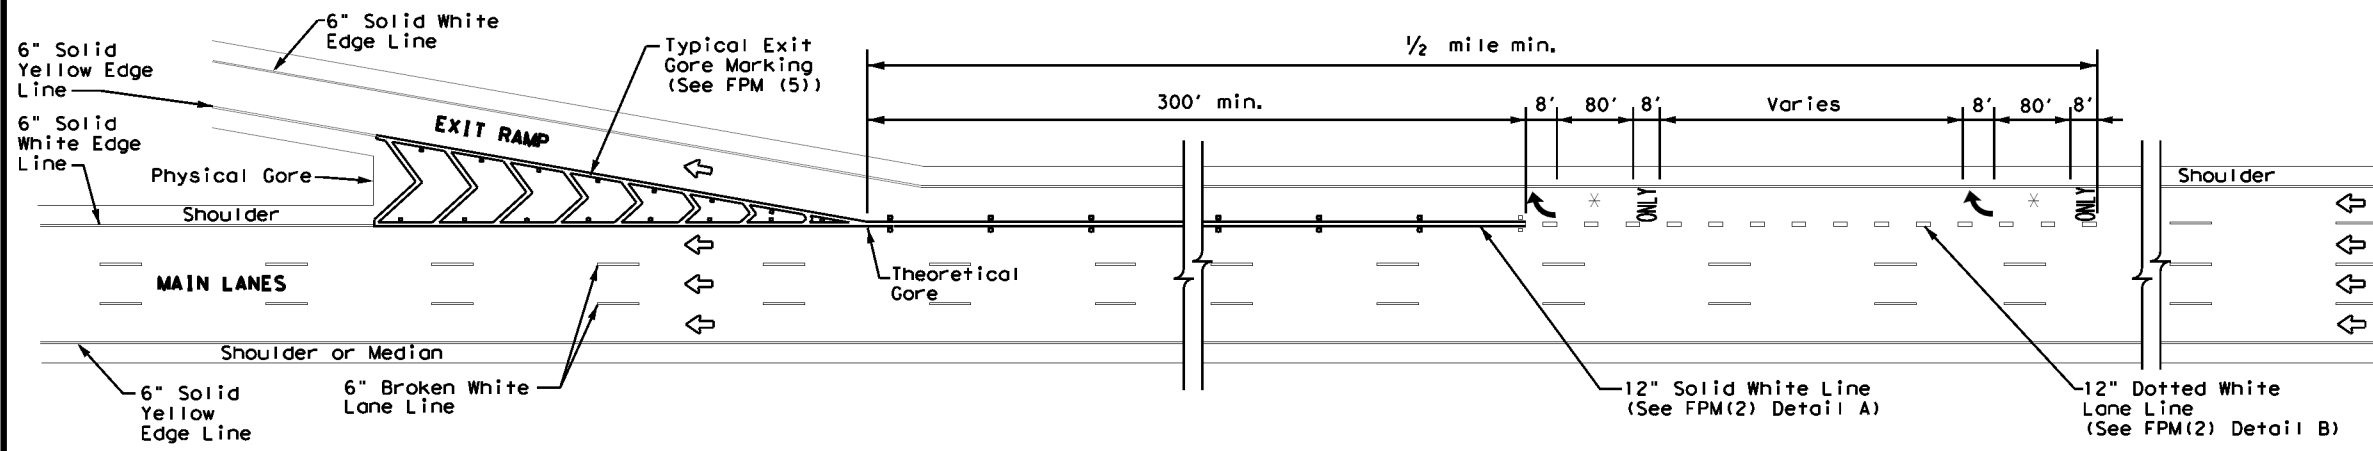 6" Solid White
Edge Line
6" Solid
Yellow Edge
Line
Typical Exit
Gore Marking
(See FPM (5))
1/2 mile min.
300' min.
8' 80' 8' Varies 8' 80' 8'
6" Solid
White Edge
Line
EXIT RAMP
Physical Gore
Shoulder
Shoulder
* ONLY * ONLY
MAIN LANES
Theoretical
Gore
Shoulder or Median
6" Solid
Yellow
Edge Line
6" Broken White
Lane Line
12" Solid White Line
(See FPM(2) Detail A)
12" Dotted White
Lane Line
(See FPM(2) Detail B)